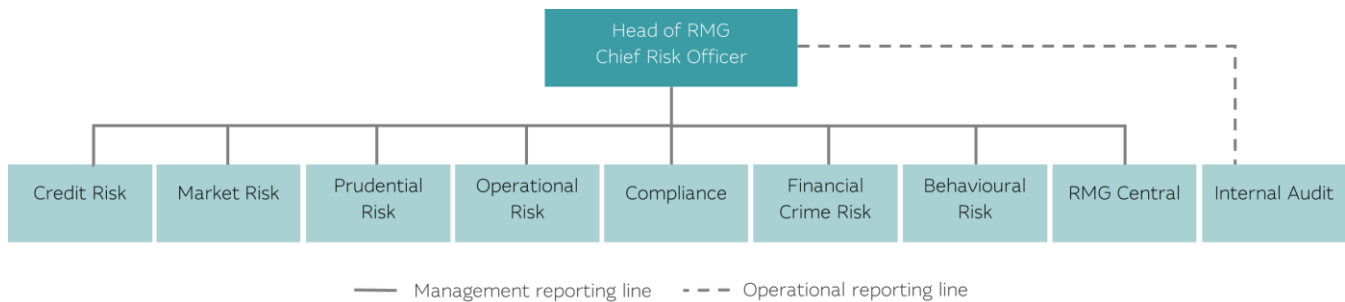 Head of RMG
Chief Risk Officer
Credit Risk
Market Risk
Prudential
Risk
Operational
Risk
Compliance
Financial
Crime Risk
Behavioural
Risk
RMG Central
Internal Audit
Management reporting line
Operational reporting line